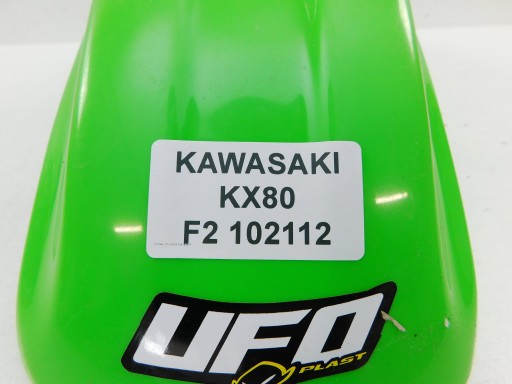 KAWASAKI
KX80
F2 102112
UFO
PLAST